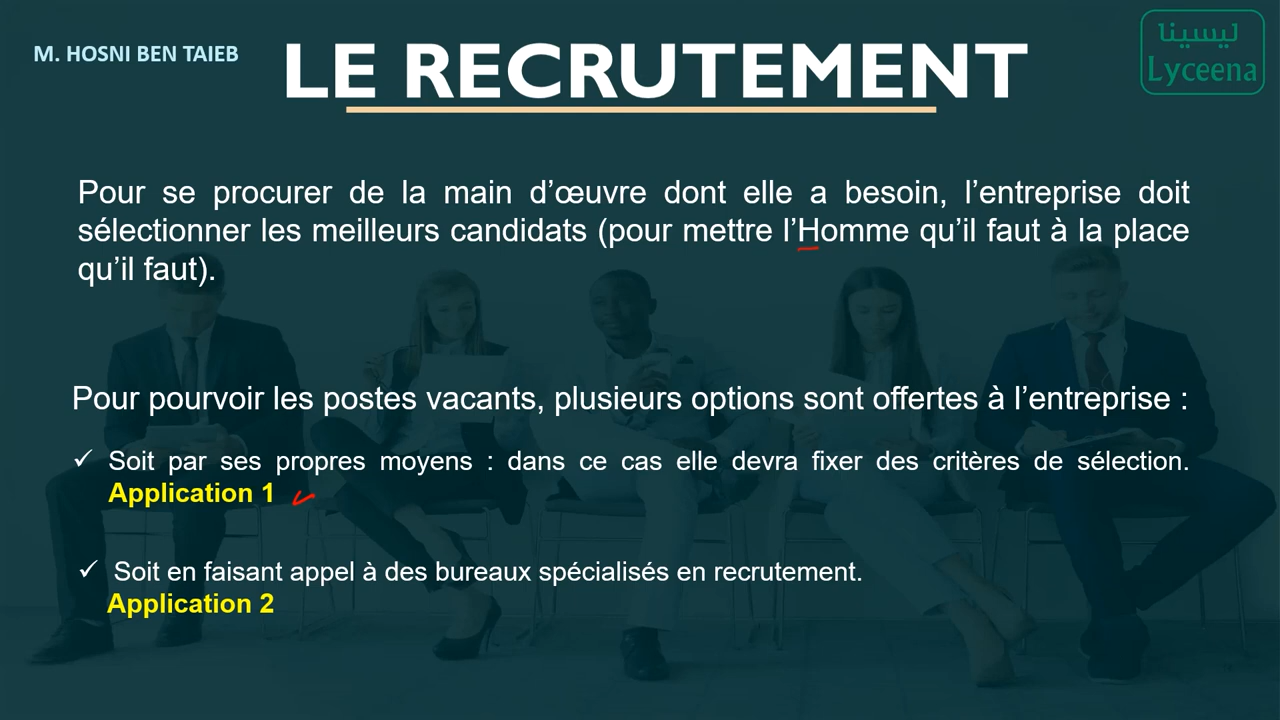 M. HOSNI BEN TAIEB
LE RECRUTEMENT
ليسينا
Lyceena
Pour se procurer de la main d’œuvre dont elle a besoin, l’entreprise doit
sélectionner les meilleurs candidats (pour mettre l’Homme qu’il faut à la place
qu’il faut).
Pour pourvoir les postes vacants, plusieurs options sont offertes à l’entreprise :
✓ Soit par ses propres moyens : dans ce cas elle devra fixer des critères de sélection.
Application 1
✓ Soit en faisant appel à des bureaux spécialisés en recrutement.
Application 2